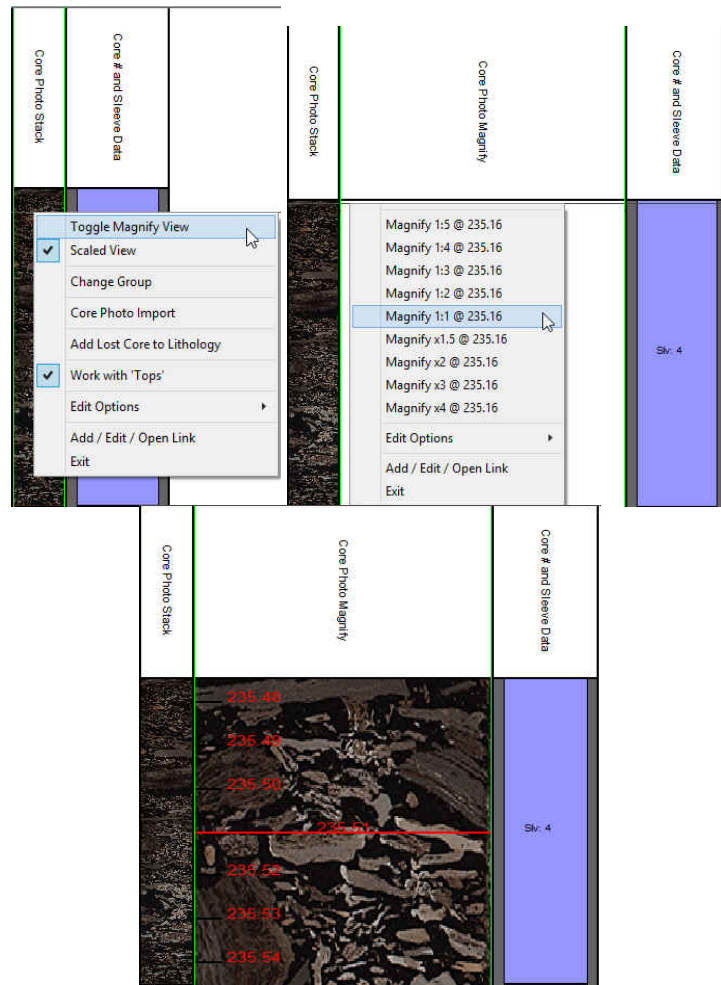 Core Photo Stack
Core # and Sleeve Data
Toggle Magnify View
Scaled View
Change Group
Core Photo Import
Add Lost Core to Lithology
Work with 'Tops'
Edit Options
Add / Edit / Open Link
Exit
Core Photo Stack
Core Photo Magnify
Core # and Sleeve Data
Magnify 1:5 @ 235.16
Magnify 1:4 @ 235.16
Magnify 1:3 @ 235.16
Magnify 1:2 @ 235.16
Magnify 1:1 @ 235.16
Magnify x1.5 @ 235.16
Magnify x2 @ 235.16
Magnify x3 @ 235.16
Magnify x4 @ 235.16
Edit Options
Add / Edit / Open Link
Exit
Slv: 4
Core Photo Stack
Core Photo Magnify
Core # and Sleeve Data
235.48
235.49
235.50
235.51
235.52
235.53
235.54
Slv: 4